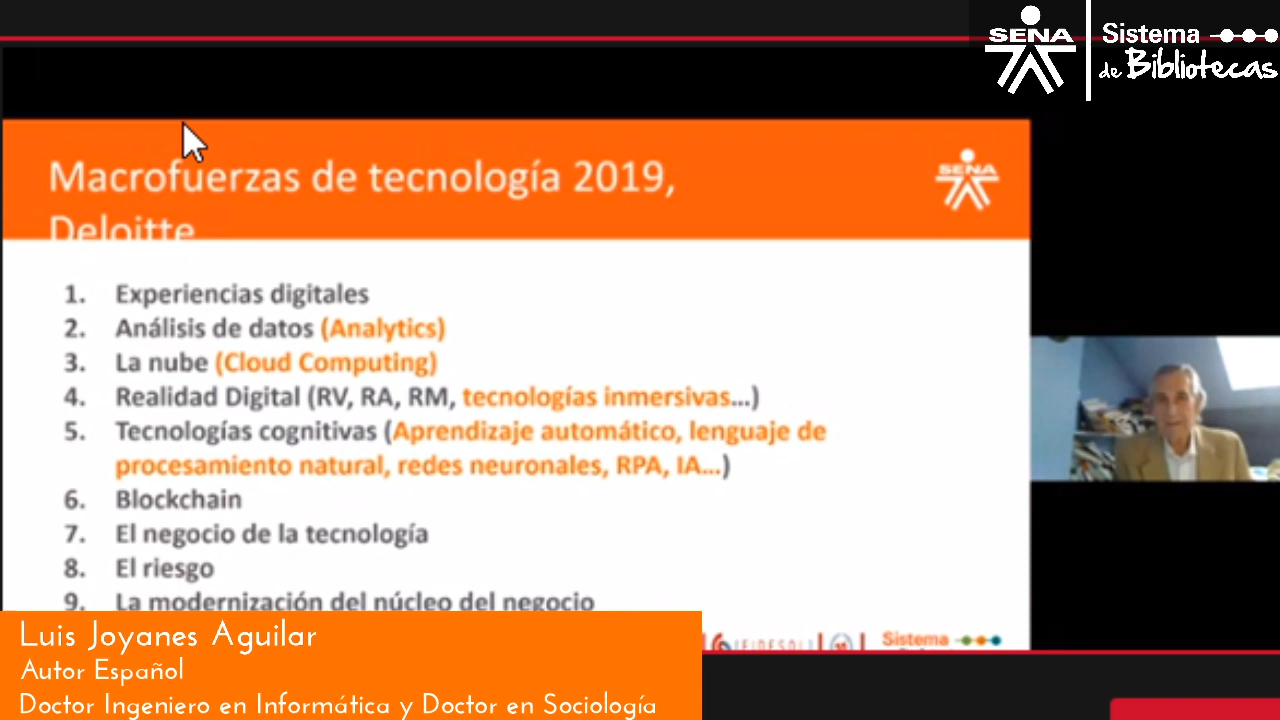 SENA
Sistema
de Bibliotecas
Macrofuerzas de tecnología 2019,
Deloitte
SENA
1. Experiencias digitales
2. Análisis de datos (Analytics)
3. La nube (Cloud Computing)
4. Realidad Digital (RV, RA, RM, tecnologías inmersivas...)
5. Tecnologías cognitivas (Aprendizaje automático, lenguaje de
procesamiento natural, redes neuronales, RPA, IA...)
6. Blockchain
7. El negocio de la tecnología
8. El riesgo
9. La modernización del núcleo del negocio
Sistema
Luis Joyanes Aguilar
Autor Español
Doctor Ingeniero en Informática y Doctor en Sociología